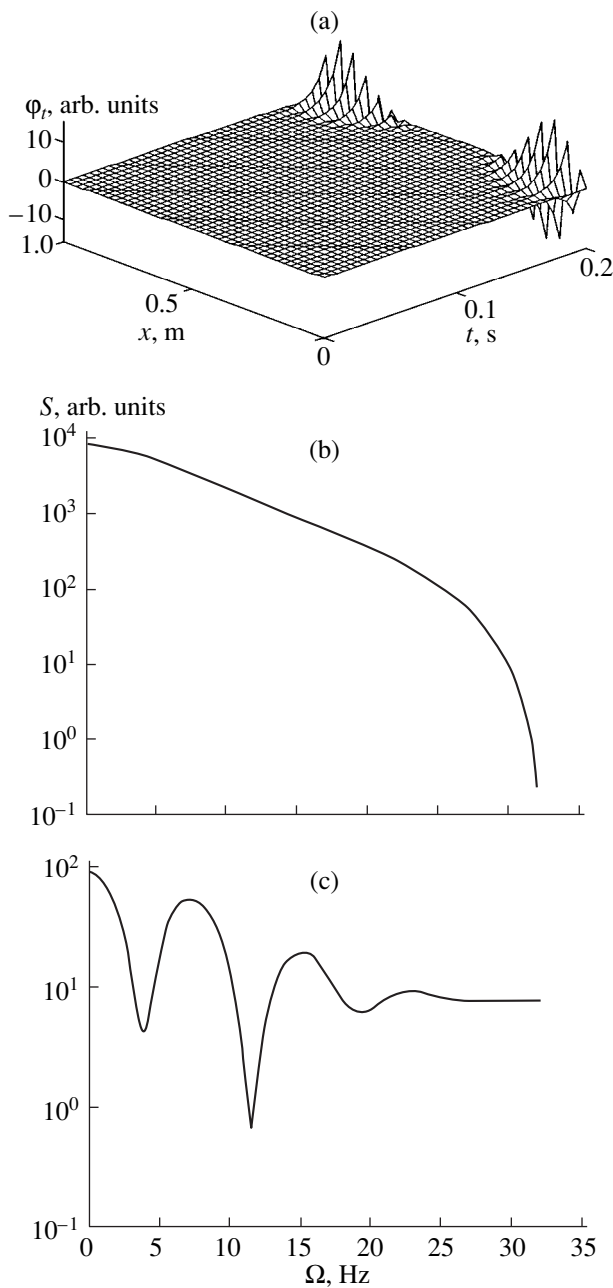 (a)
φt, arb. units
10
0
−10
1.0
0.5
x, m
0
0.1
t, s
0.2
S, arb. units
(b)
10^4
10^3
10^2
10^1
10^0
10^−1
(c)
10^2
10^1
10^0
10^−1
0 5 10 15 20 25 30 35
Ω, Hz